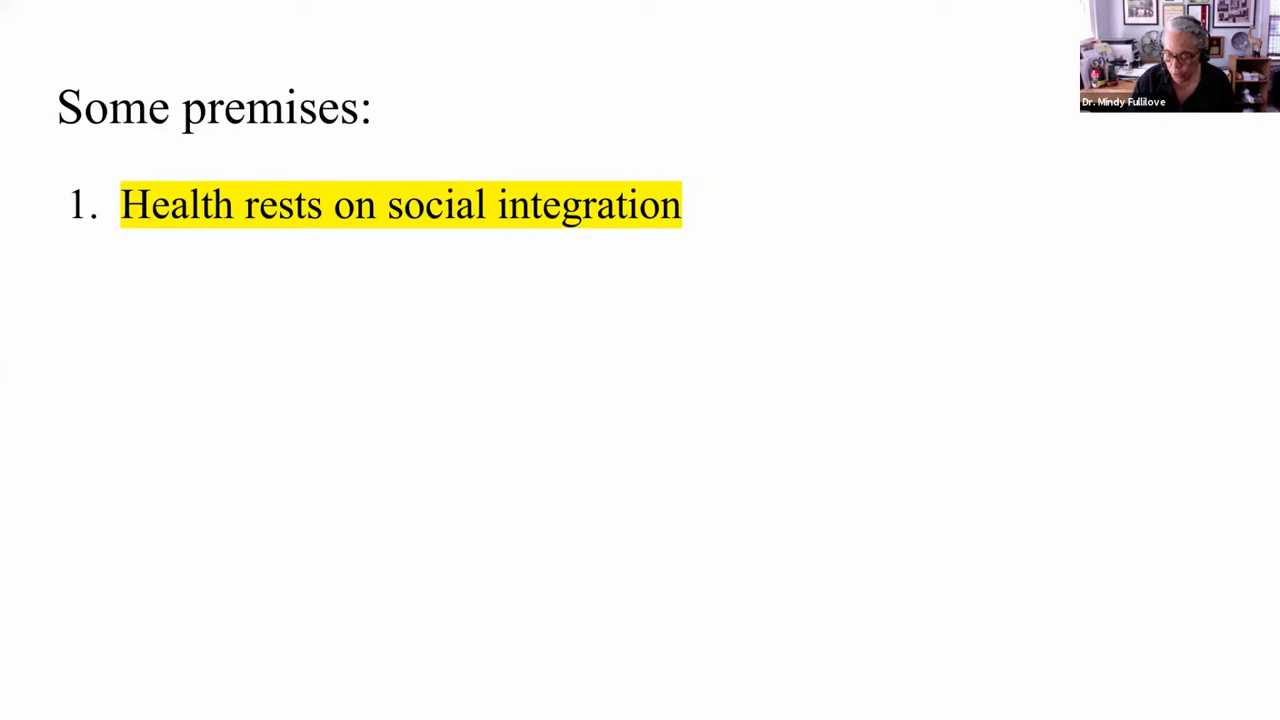 Some premises:
1. Health rests on social integration
Dr. Mindy Fullilove